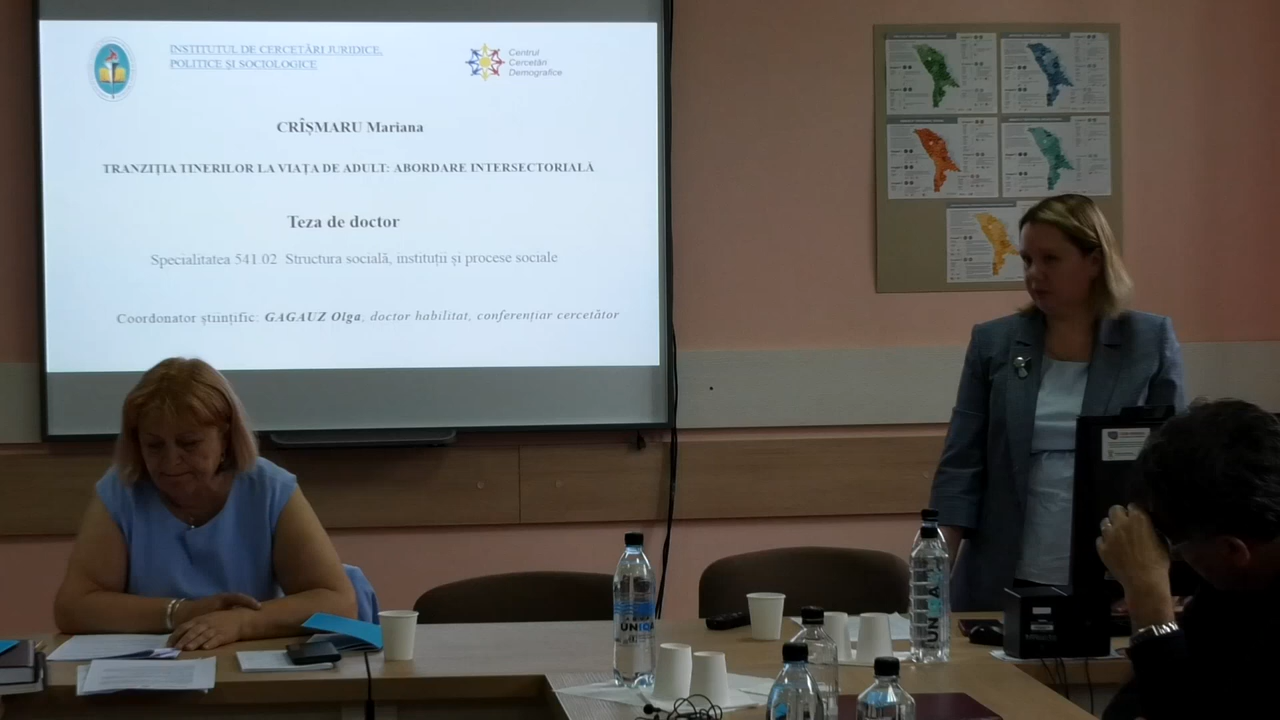 INSTITUTUL DE CERCETĂRI JURIDICE,
POLITICE ȘI SOCIOLOGICE
Centrul
Cercetări
Demografice
CRÎȘMARU Mariana
TRANZIȚIA TINERILOR LA VIAȚA DE ADULT: ABORDARE INTERSECTORIALĂ
Teza de doctor
Specialitatea 541 02 Structura socială, instituții și procese sociale
Coordonator științific: GAGAUZ Olga, doctor habilitat, conferențiar cercetător
UNIDA
UNIDA